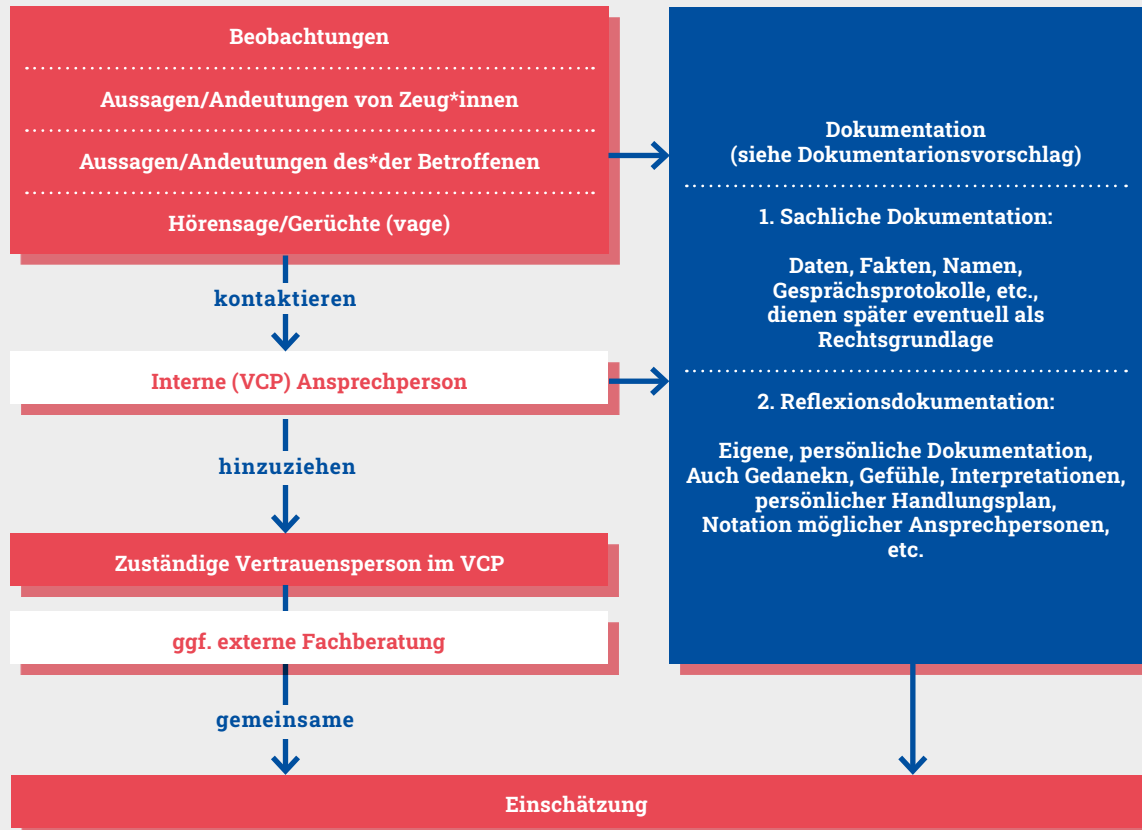 Beobachtungen
Aussagen/Andeutungen von Zeug*innen
Aussagen/Andeutungen des*der Betroffenen
Hörensage/Gerüchte (vage)
kontaktieren
Interne (VCP) Ansprechperson
hinzuziehen
Zuständige Vertrauensperson im VCP
ggf. externe Fachberatung
gemeinsame
Dokumentation
(siehe Dokumentarionsvorschlag)
1. Sachliche Dokumentation:
Daten, Fakten, Namen,
Gesprächsprotokolle, etc.,
dienen später eventuell als
Rechtsgrundlage
2. Reflexionsdokumentation:
Eigene, persönliche Dokumentation,
Auch Gedanekn, Gefühle, Interpretationen,
persönlicher Handlungsplan,
Notation möglicher Ansprechpersonen,
etc.
Einschätzung